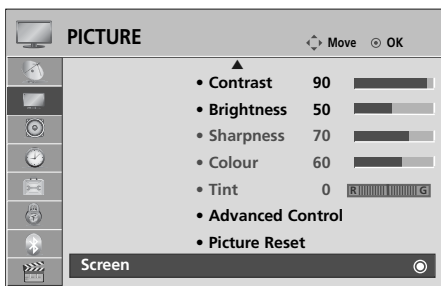 PICTURE Move OK
• Contrast 90
• Brightness 50
• Sharpness 70
• Colour 60
• Tint 0 R G
• Advanced Control
• Picture Reset
Screen